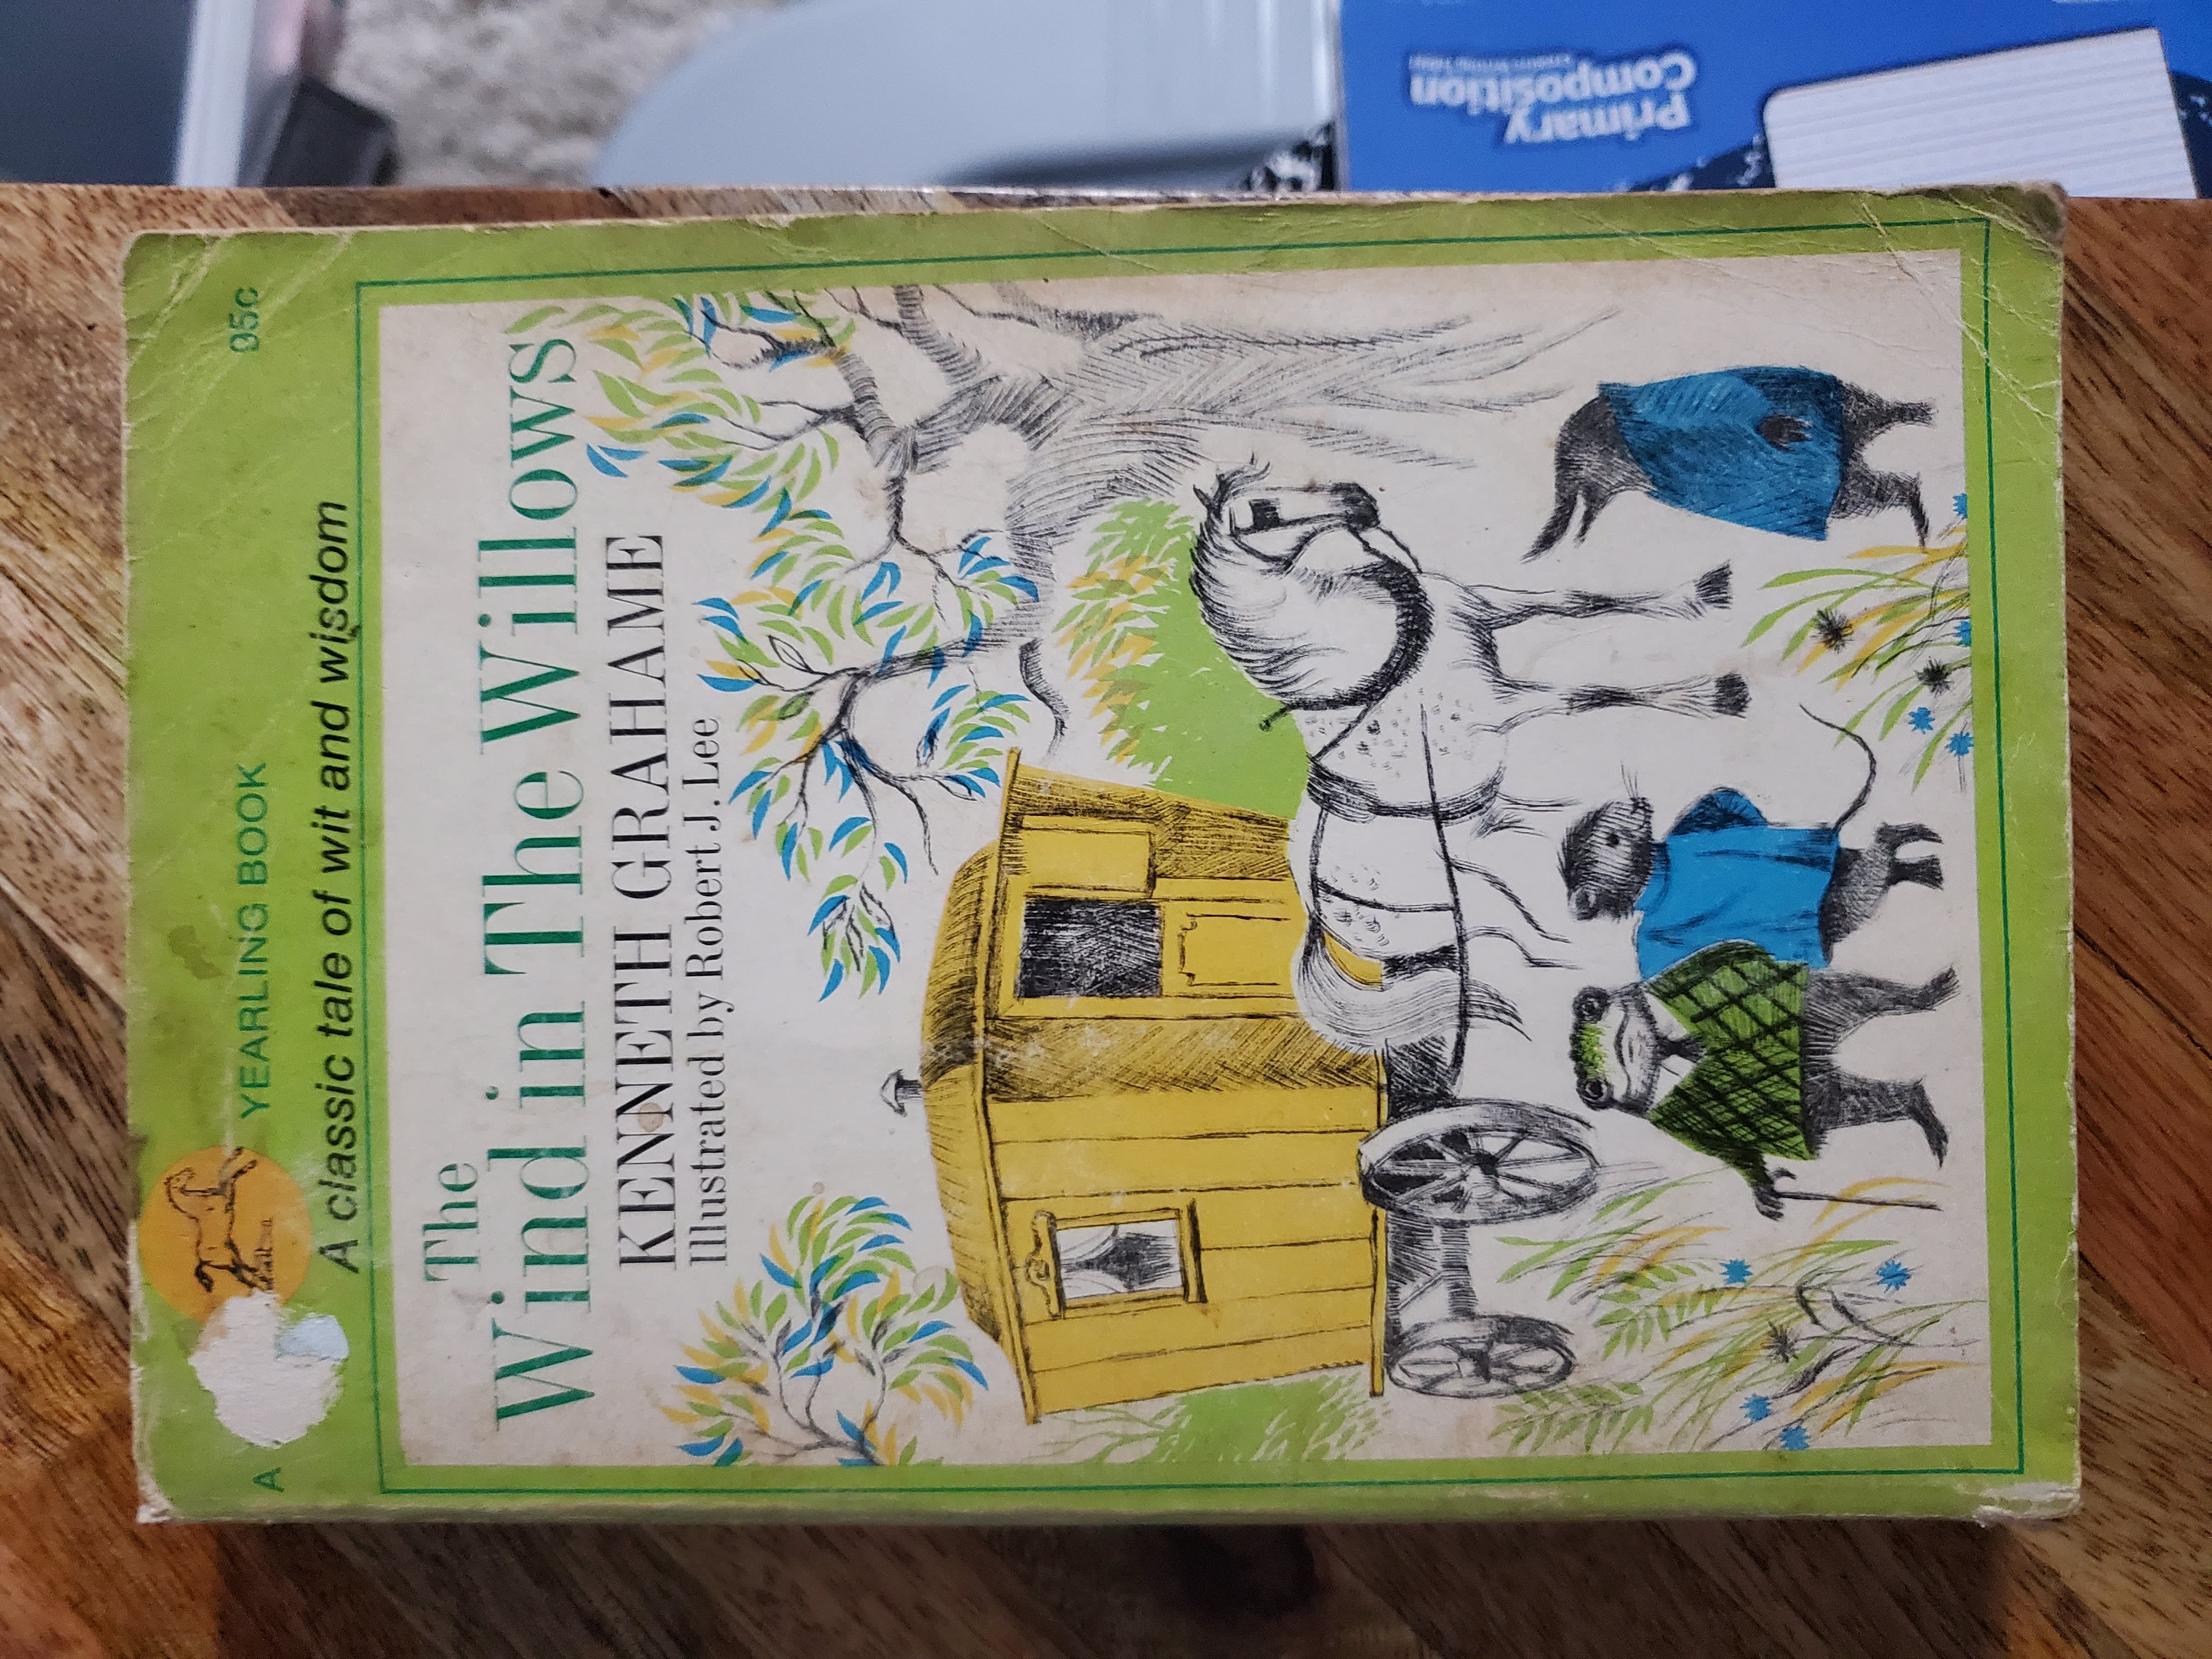 A YEARLING BOOK 95c
A classic tale of wit and wisdom
The
Wind in The Willows
KENNETH GRAHAME
Illustrated by Robert J. Lee
Primary
Composition